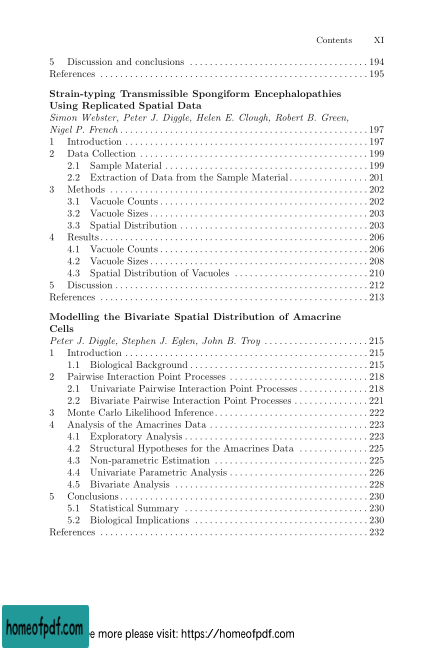 Contents XI
5 Discussion and conclusions . . . . . . . . . . . . . . . . . . . . . . . . . . . . . . . . . . . . 194
References . . . . . . . . . . . . . . . . . . . . . . . . . . . . . . . . . . . . . . . . . . . . . . . . . . . . . . 195
Strain-typing Transmissible Spongiform Encephalopathies
Using Replicated Spatial Data
Simon Webster, Peter J. Diggle, Helen E. Clough, Robert B. Green,
Nigel P. French . . . . . . . . . . . . . . . . . . . . . . . . . . . . . . . . . . . . . . . . . . . . . . . . . . 197
1 Introduction . . . . . . . . . . . . . . . . . . . . . . . . . . . . . . . . . . . . . . . . . . . . . . . . . 197
2 Data Collection . . . . . . . . . . . . . . . . . . . . . . . . . . . . . . . . . . . . . . . . . . . . . . 199
2.1 Sample Material . . . . . . . . . . . . . . . . . . . . . . . . . . . . . . . . . . . . . . . . . 199
2.2 Extraction of Data from the Sample Material . . . . . . . . . . . . . . . . 201
3 Methods . . . . . . . . . . . . . . . . . . . . . . . . . . . . . . . . . . . . . . . . . . . . . . . . . . . . 202
3.1 Vacuole Counts . . . . . . . . . . . . . . . . . . . . . . . . . . . . . . . . . . . . . . . . . . 202
3.2 Vacuole Sizes . . . . . . . . . . . . . . . . . . . . . . . . . . . . . . . . . . . . . . . . . . . . 203
3.3 Spatial Distribution . . . . . . . . . . . . . . . . . . . . . . . . . . . . . . . . . . . . . . 203
4 Results . . . . . . . . . . . . . . . . . . . . . . . . . . . . . . . . . . . . . . . . . . . . . . . . . . . . . . 206
4.1 Vacuole Counts . . . . . . . . . . . . . . . . . . . . . . . . . . . . . . . . . . . . . . . . . . 206
4.2 Vacuole Sizes . . . . . . . . . . . . . . . . . . . . . . . . . . . . . . . . . . . . . . . . . . . . 208
4.3 Spatial Distribution of Vacuoles . . . . . . . . . . . . . . . . . . . . . . . . . . . 210
5 Discussion . . . . . . . . . . . . . . . . . . . . . . . . . . . . . . . . . . . . . . . . . . . . . . . . . . . 212
References . . . . . . . . . . . . . . . . . . . . . . . . . . . . . . . . . . . . . . . . . . . . . . . . . . . . . . 213
Modelling the Bivariate Spatial Distribution of Amacrine
Cells
Peter J. Diggle, Stephen J. Eglen, John B. Troy . . . . . . . . . . . . . . . . . . . . . 215
1 Introduction . . . . . . . . . . . . . . . . . . . . . . . . . . . . . . . . . . . . . . . . . . . . . . . . . 215
1.1 Biological Background . . . . . . . . . . . . . . . . . . . . . . . . . . . . . . . . . . . . 215
2 Pairwise Interaction Point Processes . . . . . . . . . . . . . . . . . . . . . . . . . . . . 218
2.1 Univariate Pairwise Interaction Point Processes . . . . . . . . . . . . . . 218
2.2 Bivariate Pairwise Interaction Point Processes . . . . . . . . . . . . . . . 221
3 Monte Carlo Likelihood Inference . . . . . . . . . . . . . . . . . . . . . . . . . . . . . . . 222
4 Analysis of the Amacrines Data . . . . . . . . . . . . . . . . . . . . . . . . . . . . . . . . 223
4.1 Exploratory Analysis . . . . . . . . . . . . . . . . . . . . . . . . . . . . . . . . . . . . . 223
4.2 Structural Hypotheses for the Amacrines Data . . . . . . . . . . . . . . 225
4.3 Non-parametric Estimation . . . . . . . . . . . . . . . . . . . . . . . . . . . . . . . 225
4.4 Univariate Parametric Analysis . . . . . . . . . . . . . . . . . . . . . . . . . . . . 226
4.5 Bivariate Analysis . . . . . . . . . . . . . . . . . . . . . . . . . . . . . . . . . . . . . . . 228
5 Conclusions . . . . . . . . . . . . . . . . . . . . . . . . . . . . . . . . . . . . . . . . . . . . . . . . . . 230
5.1 Statistical Summary . . . . . . . . . . . . . . . . . . . . . . . . . . . . . . . . . . . . . 230
5.2 Biological Implications . . . . . . . . . . . . . . . . . . . . . . . . . . . . . . . . . . . 230
References . . . . . . . . . . . . . . . . . . . . . . . . . . . . . . . . . . . . . . . . . . . . . . . . . . . . . . 232
homeofpdf.com e more please visit: https://homeofpdf.com